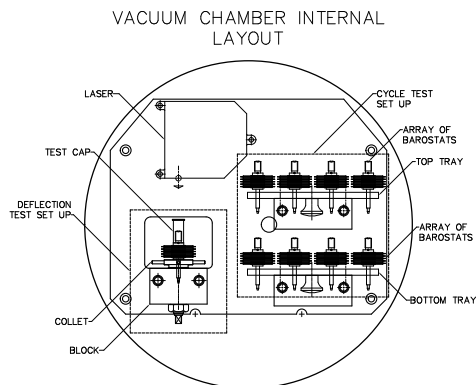 VACUUM CHAMBER INTERNAL
LAYOUT
LASER
CYCLE TEST
SET UP
ARRAY OF
BAROSTATS
TEST CAP
TOP TRAY
DEFLECTION
TEST SET UP
ARRAY OF
BAROSTATS
COLLET
BOTTOM TRAY
BLOCK